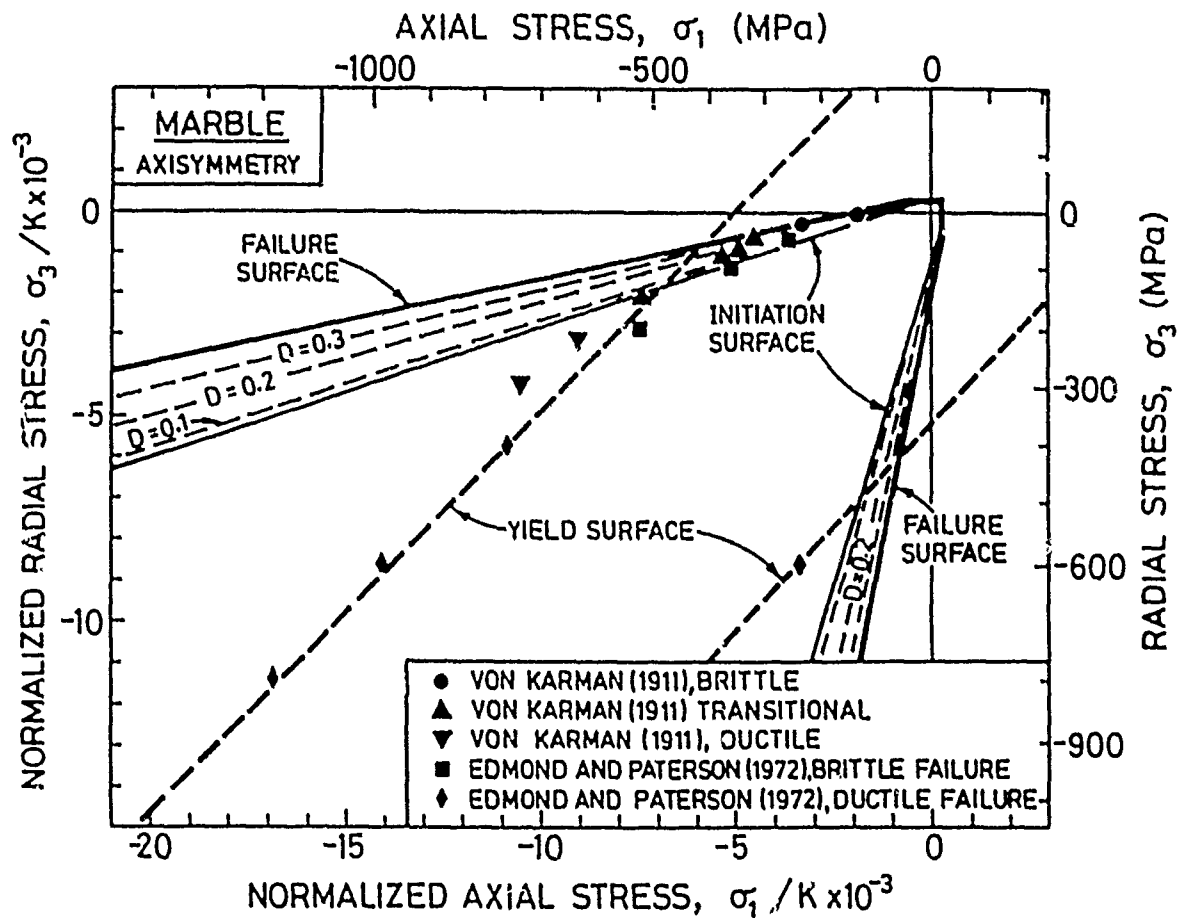 AXIAL STRESS, σ₁ (MPa)
-1000 -500 0
MARBLE
AXISYMMETRY
NORMALIZED RADIAL STRESS, σ₃/K×10⁻³
0
-5
-10
FAILURE
SURFACE
D=0.3
D=0.2
D=0.1
INITIATION
SURFACE
YIELD SURFACE
FAILURE
SURFACE
D=0.2
0
-300
-600
-900
RADIAL STRESS, σ₃ (MPa)
● VON KARMAN (1911), BRITTLE
▲ VON KARMAN (1911) TRANSITIONAL
▼ VON KARMAN (1911), DUCTILE
■ EDMOND AND PATERSON (1972), BRITTLE FAILURE
♦ EDMOND AND PATERSON (1972), DUCTILE FAILURE
-20 -15 -10 -5 0
NORMALIZED AXIAL STRESS, σ₁/K×10⁻³